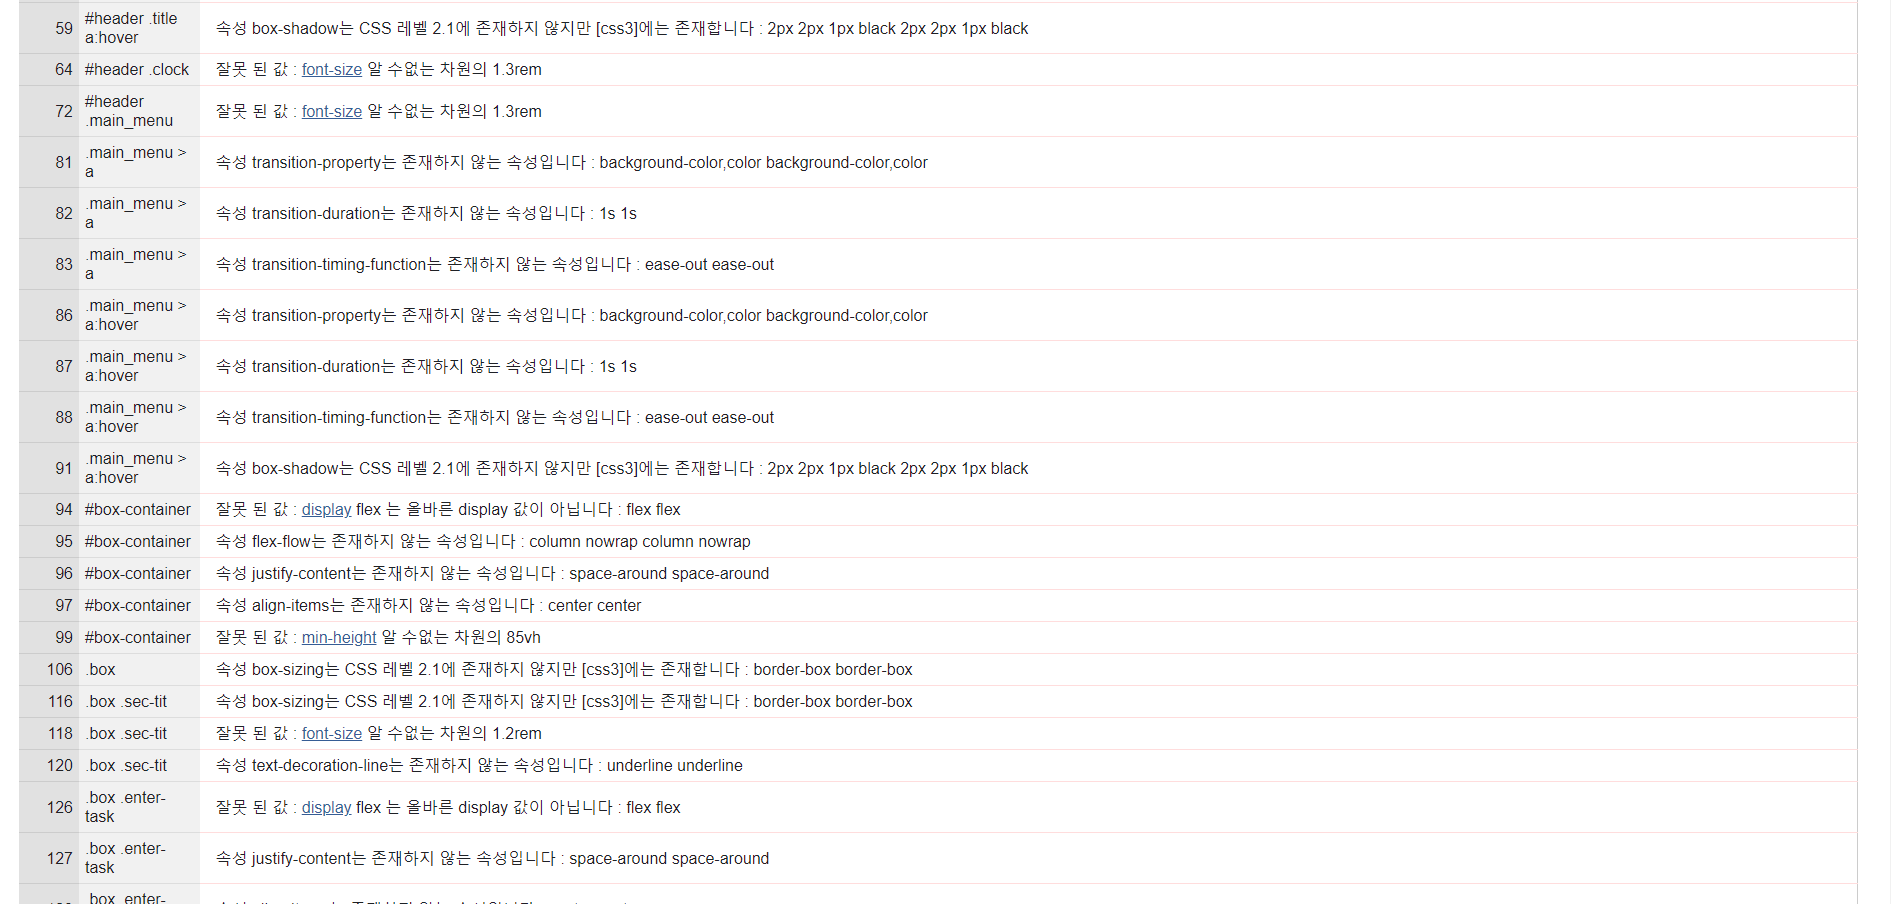 59 #header .title a:hover 속성 box-shadow는 CSS 레벨 2.1에 존재하지 않지만 [css3]에는 존재합니다 : 2px 2px 1px black 2px 2px 1px black
64 #header .clock 잘못 된 값 : font-size 알 수없는 차원의 1.3rem
72 #header .main_menu 잘못 된 값 : font-size 알 수없는 차원의 1.3rem
81 .main_menu > a 속성 transition-property는 존재하지 않는 속성입니다 : background-color,color background-color,color
82 .main_menu > a 속성 transition-duration는 존재하지 않는 속성입니다 : 1s 1s
83 .main_menu > a 속성 transition-timing-function는 존재하지 않는 속성입니다 : ease-out ease-out
86 .main_menu > a:hover 속성 transition-property는 존재하지 않는 속성입니다 : background-color,color background-color,color
87 .main_menu > a:hover 속성 transition-duration는 존재하지 않는 속성입니다 : 1s 1s
88 .main_menu > a:hover 속성 transition-timing-function는 존재하지 않는 속성입니다 : ease-out ease-out
91 .main_menu > a:hover 속성 box-shadow는 CSS 레벨 2.1에 존재하지 않지만 [css3]에는 존재합니다 : 2px 2px 1px black 2px 2px 1px black
94 #box-container 잘못 된 값 : display flex 는 올바른 display 값이 아닙니다 : flex flex
95 #box-container 속성 flex-flow는 존재하지 않는 속성입니다 : column nowrap column nowrap
96 #box-container 속성 justify-content는 존재하지 않는 속성입니다 : space-around space-around
97 #box-container 속성 align-items는 존재하지 않는 속성입니다 : center center
99 #box-container 잘못 된 값 : min-height 알 수없는 차원의 85vh
106 .box 속성 box-sizing는 CSS 레벨 2.1에 존재하지 않지만 [css3]에는 존재합니다 : border-box border-box
116 .box .sec-tit 속성 box-sizing는 CSS 레벨 2.1에 존재하지 않지만 [css3]에는 존재합니다 : border-box border-box
118 .box .sec-tit 잘못 된 값 : font-size 알 수없는 차원의 1.2rem
120 .box .sec-tit 속성 text-decoration-line는 존재하지 않는 속성입니다 : underline underline
126 .box .enter-task 잘못 된 값 : display flex 는 올바른 display 값이 아닙니다 : flex flex
127 .box .enter-task 속성 justify-content는 존재하지 않는 속성입니다 : space-around space-around
.box .enter-